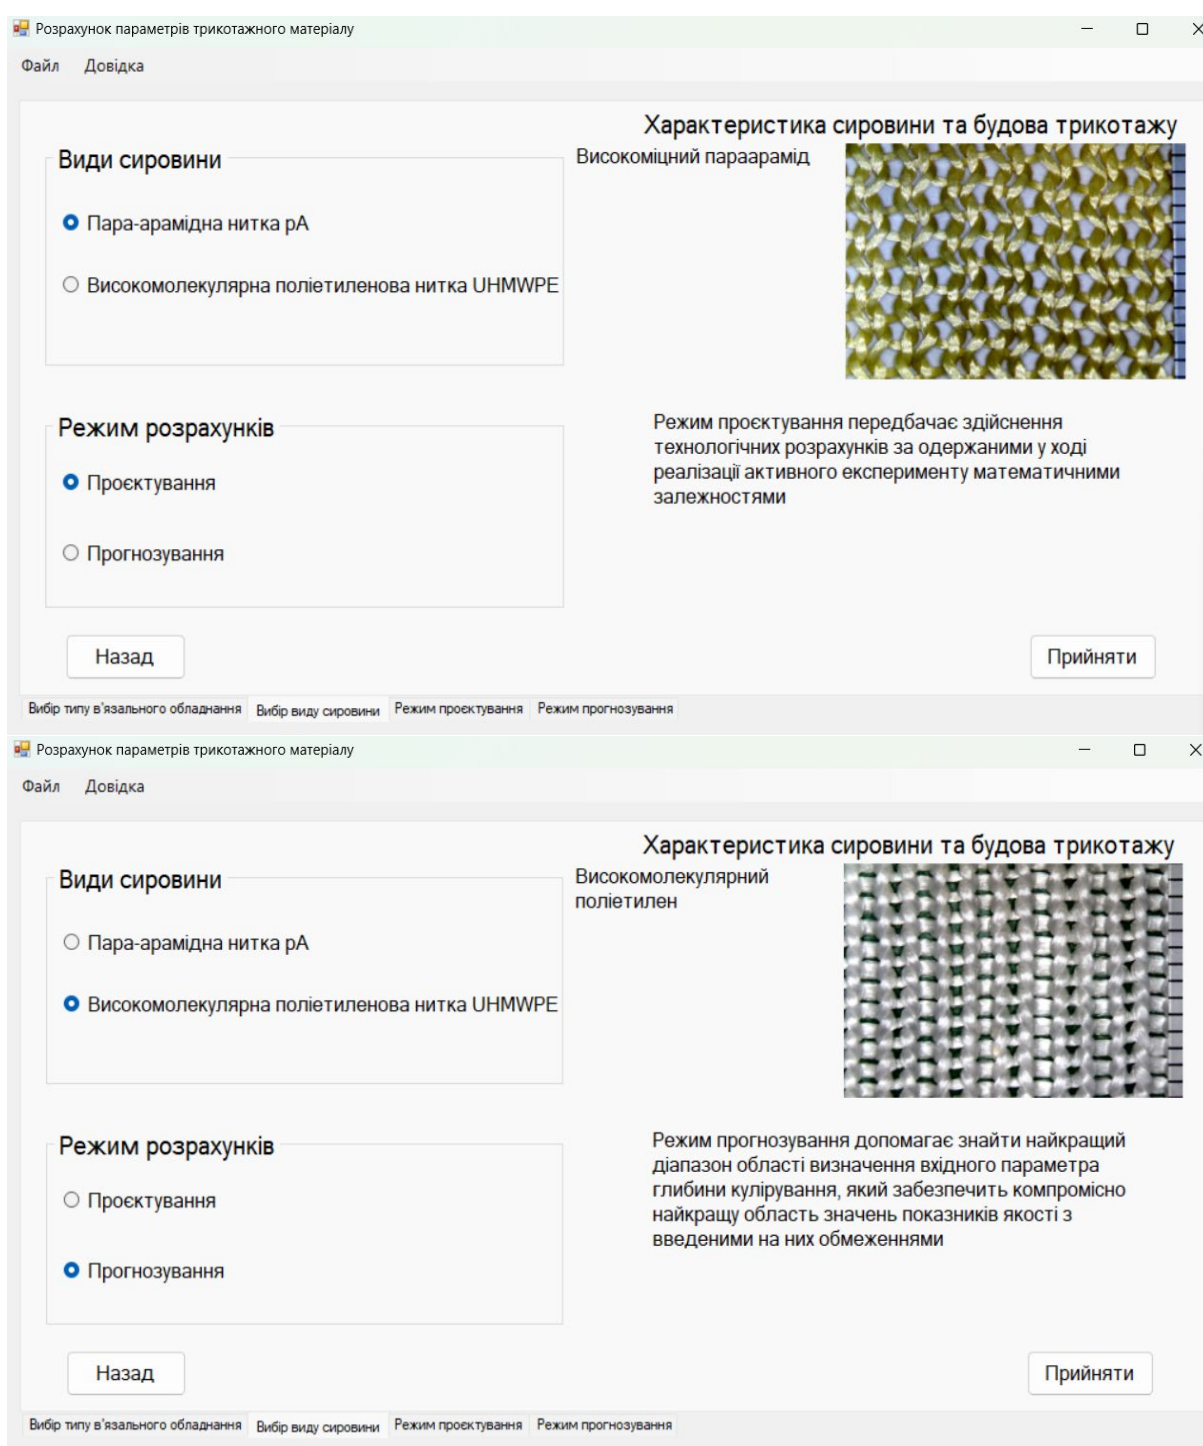 Розрахунок параметрів трикотажного матеріалу
Файл Довідка
Характеристика сировини та будова трикотажу
Види сировини
Високоміцний параарамід
Пара-арамідна нитка рА
Високомолекулярна поліетиленова нитка UHMWPE
Режим розрахунків
Режим проєктування передбачає здійснення
технологічних розрахунків за одержаними у ході
реалізації активного експерименту математичними
залежностями
Проєктування
Прогнозування
Назад
Прийняти
Вибір типу в'язального обладнання Вибір виду сировини Режим проєктування Режим прогнозування
Розрахунок параметрів трикотажного матеріалу
Файл Довідка
Характеристика сировини та будова трикотажу
Види сировини
Високомолекулярний
поліетилен
Пара-арамідна нитка рА
Високомолекулярна поліетиленова нитка UHMWPE
Режим розрахунків
Режим прогнозування допомагає знайти найкращий
діапазон області визначення вхідного параметра
глибини кулірування, який забезпечить компромісно
найкращу область значень показників якості з
введеними на них обмеженнями
Проєктування
Прогнозування
Назад
Прийняти
Вибір типу в'язального обладнання Вибір виду сировини Режим проєктування Режим прогнозування